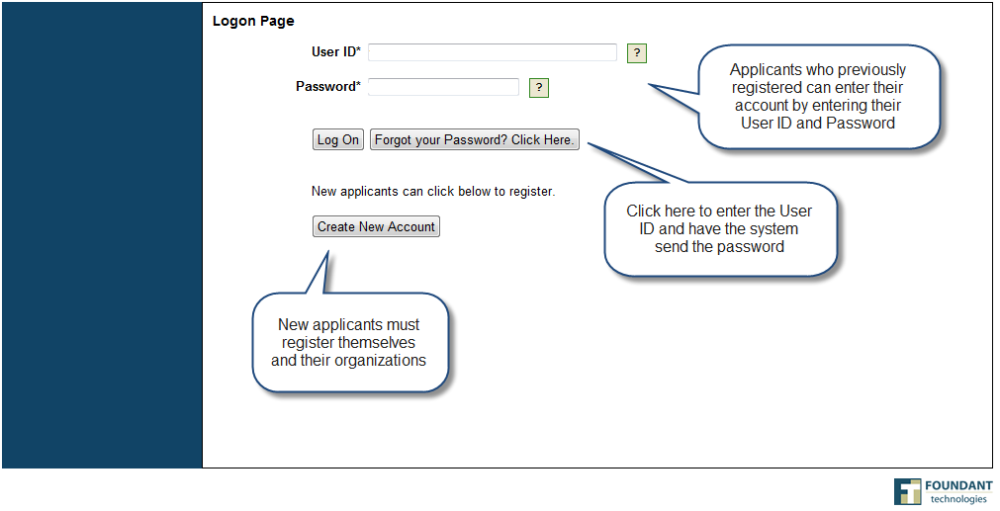 Logon Page
User ID*
?
Password*
?
Applicants who previously
registered can enter their
account by entering their
User ID and Password
Log On
Forgot your Password? Click Here.
New applicants can click below to register.
Click here to enter the User
ID and have the system
send the password
Create New Account
New applicants must
register themselves
and their organizations
FOUNDANT
technologies